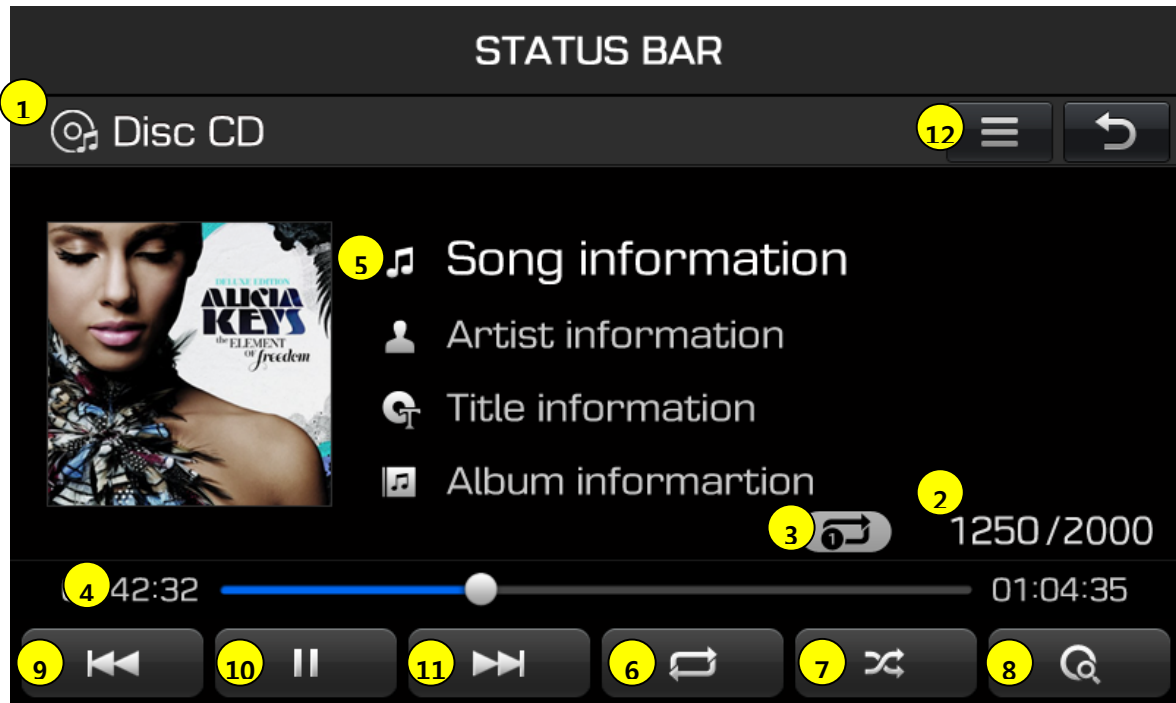 STATUS BAR
1
Disc CD
12
DELUXE EDITION
ALICIA
KEYS
the ELEMENT
OF freedom
5
Song information
Artist information
Title information
Album informartion
3
1
2
1250/2000
4
42:32
01:04:35
9
10
11
6
7
8